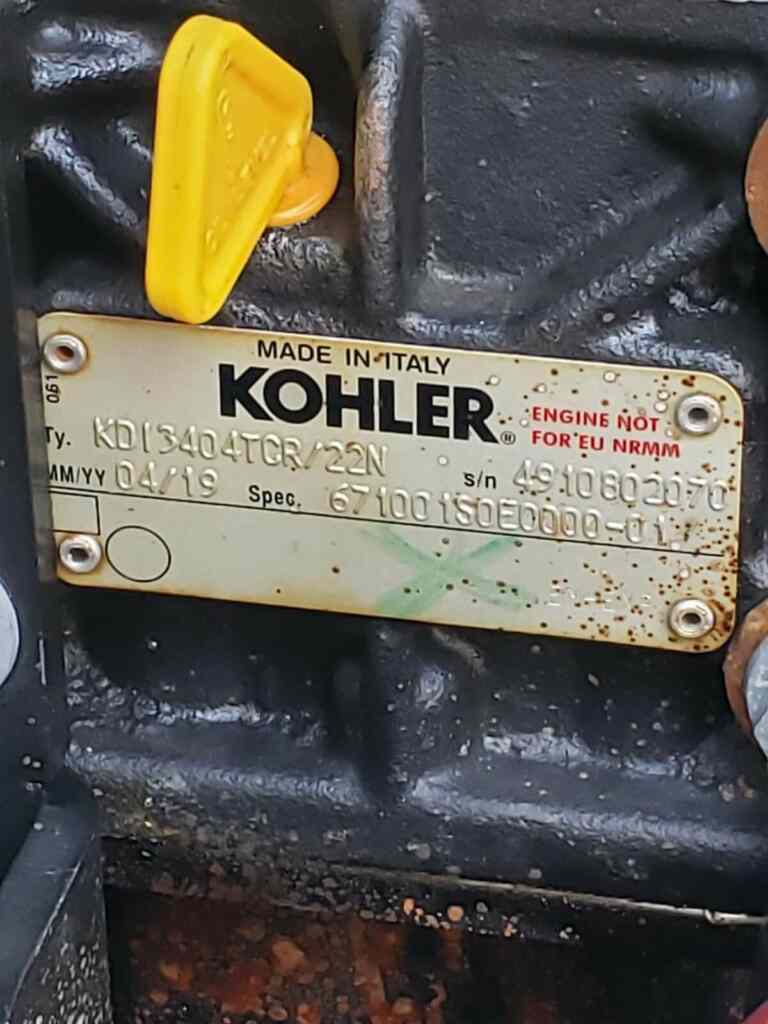 MADE IN ITALY
KOHLER®
ENGINE NOT
FOR EU NRMM
061
Ty. KDI3404TCR/22N
s/n 4910802070
MM/YY 04/19
Spec. 671001S0E0000-01